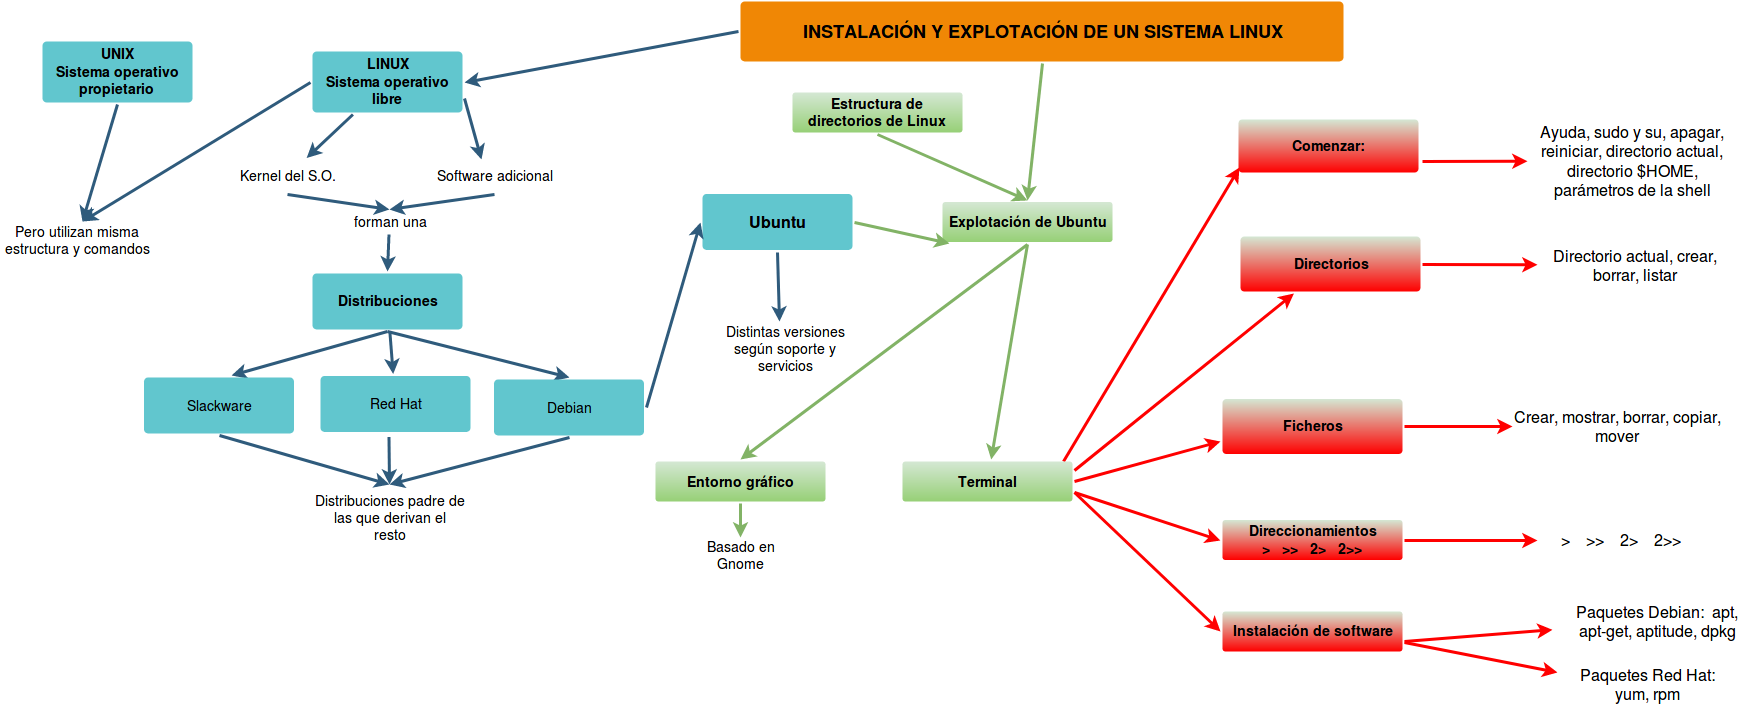 INSTALACIÓN Y EXPLOTACIÓN DE UN SISTEMA LINUX
UNIX
Sistema operativo
propietario
LINUX
Sistema operativo
libre
Pero utilizan misma
estructura y comandos
Kernel del S.O.
Software adicional
forman una
Distribuciones
Slackware
Red Hat
Debian
Distribuciones padre de
las que derivan el
resto
Ubuntu
Distintas versiones
según soporte y
servicios
Estructura de
directorios de Linux
Explotación de Ubuntu
Entorno gráfico
Basado en
Gnome
Terminal
Comenzar:
Ayuda, sudo y su, apagar,
reiniciar, directorio actual,
directorio $HOME,
parámetros de la shell
Directorios
Directorio actual, crear,
borrar, listar
Ficheros
Crear, mostrar, borrar, copiar,
mover
Direccionamientos
> >> 2> 2>>
> >> 2> 2>>
Instalación de software
Paquetes Debian: apt,
apt-get, aptitude, dpkg
Paquetes Red Hat:
yum, rpm